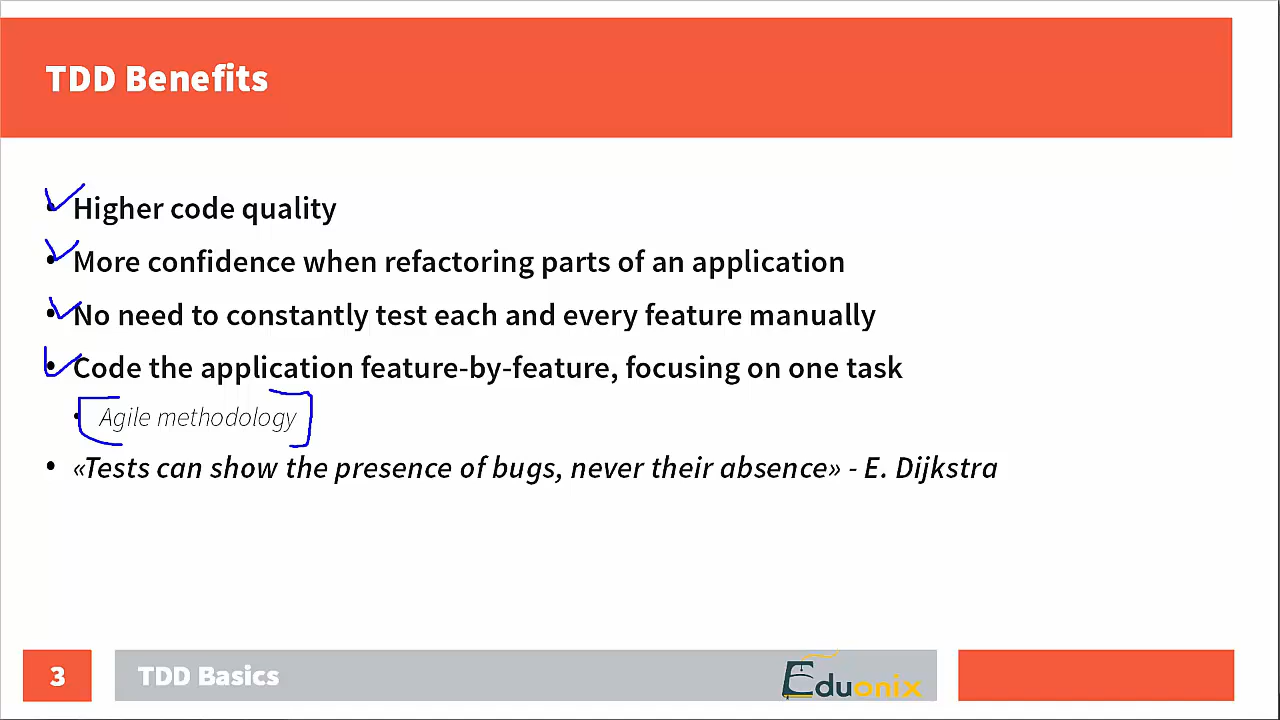 TDD Benefits
• Higher code quality
• More confidence when refactoring parts of an application
• No need to constantly test each and every feature manually
• Code the application feature-by-feature, focusing on one task
• Agile methodology
• «Tests can show the presence of bugs, never their absence» - E. Dijkstra
3 TDD Basics Eduonix